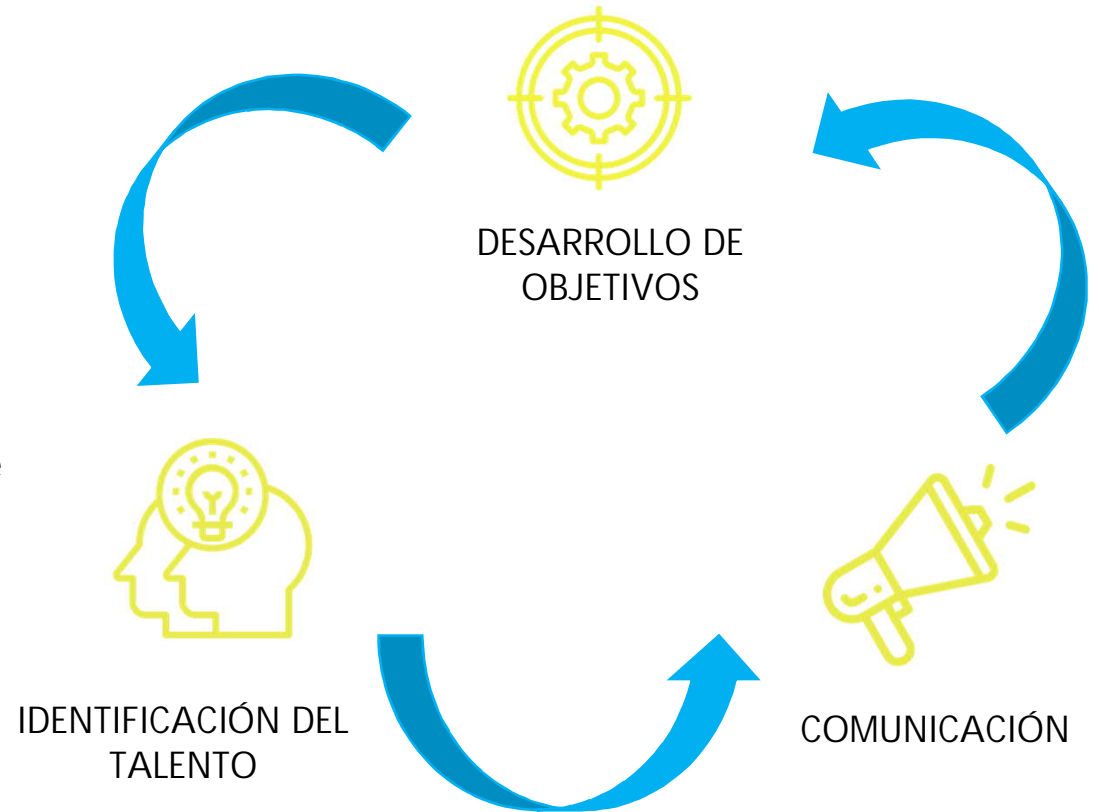 DESARROLLO DE
OBJETIVOS
IDENTIFICACIÓN DEL
TALENTO
COMUNICACIÓN